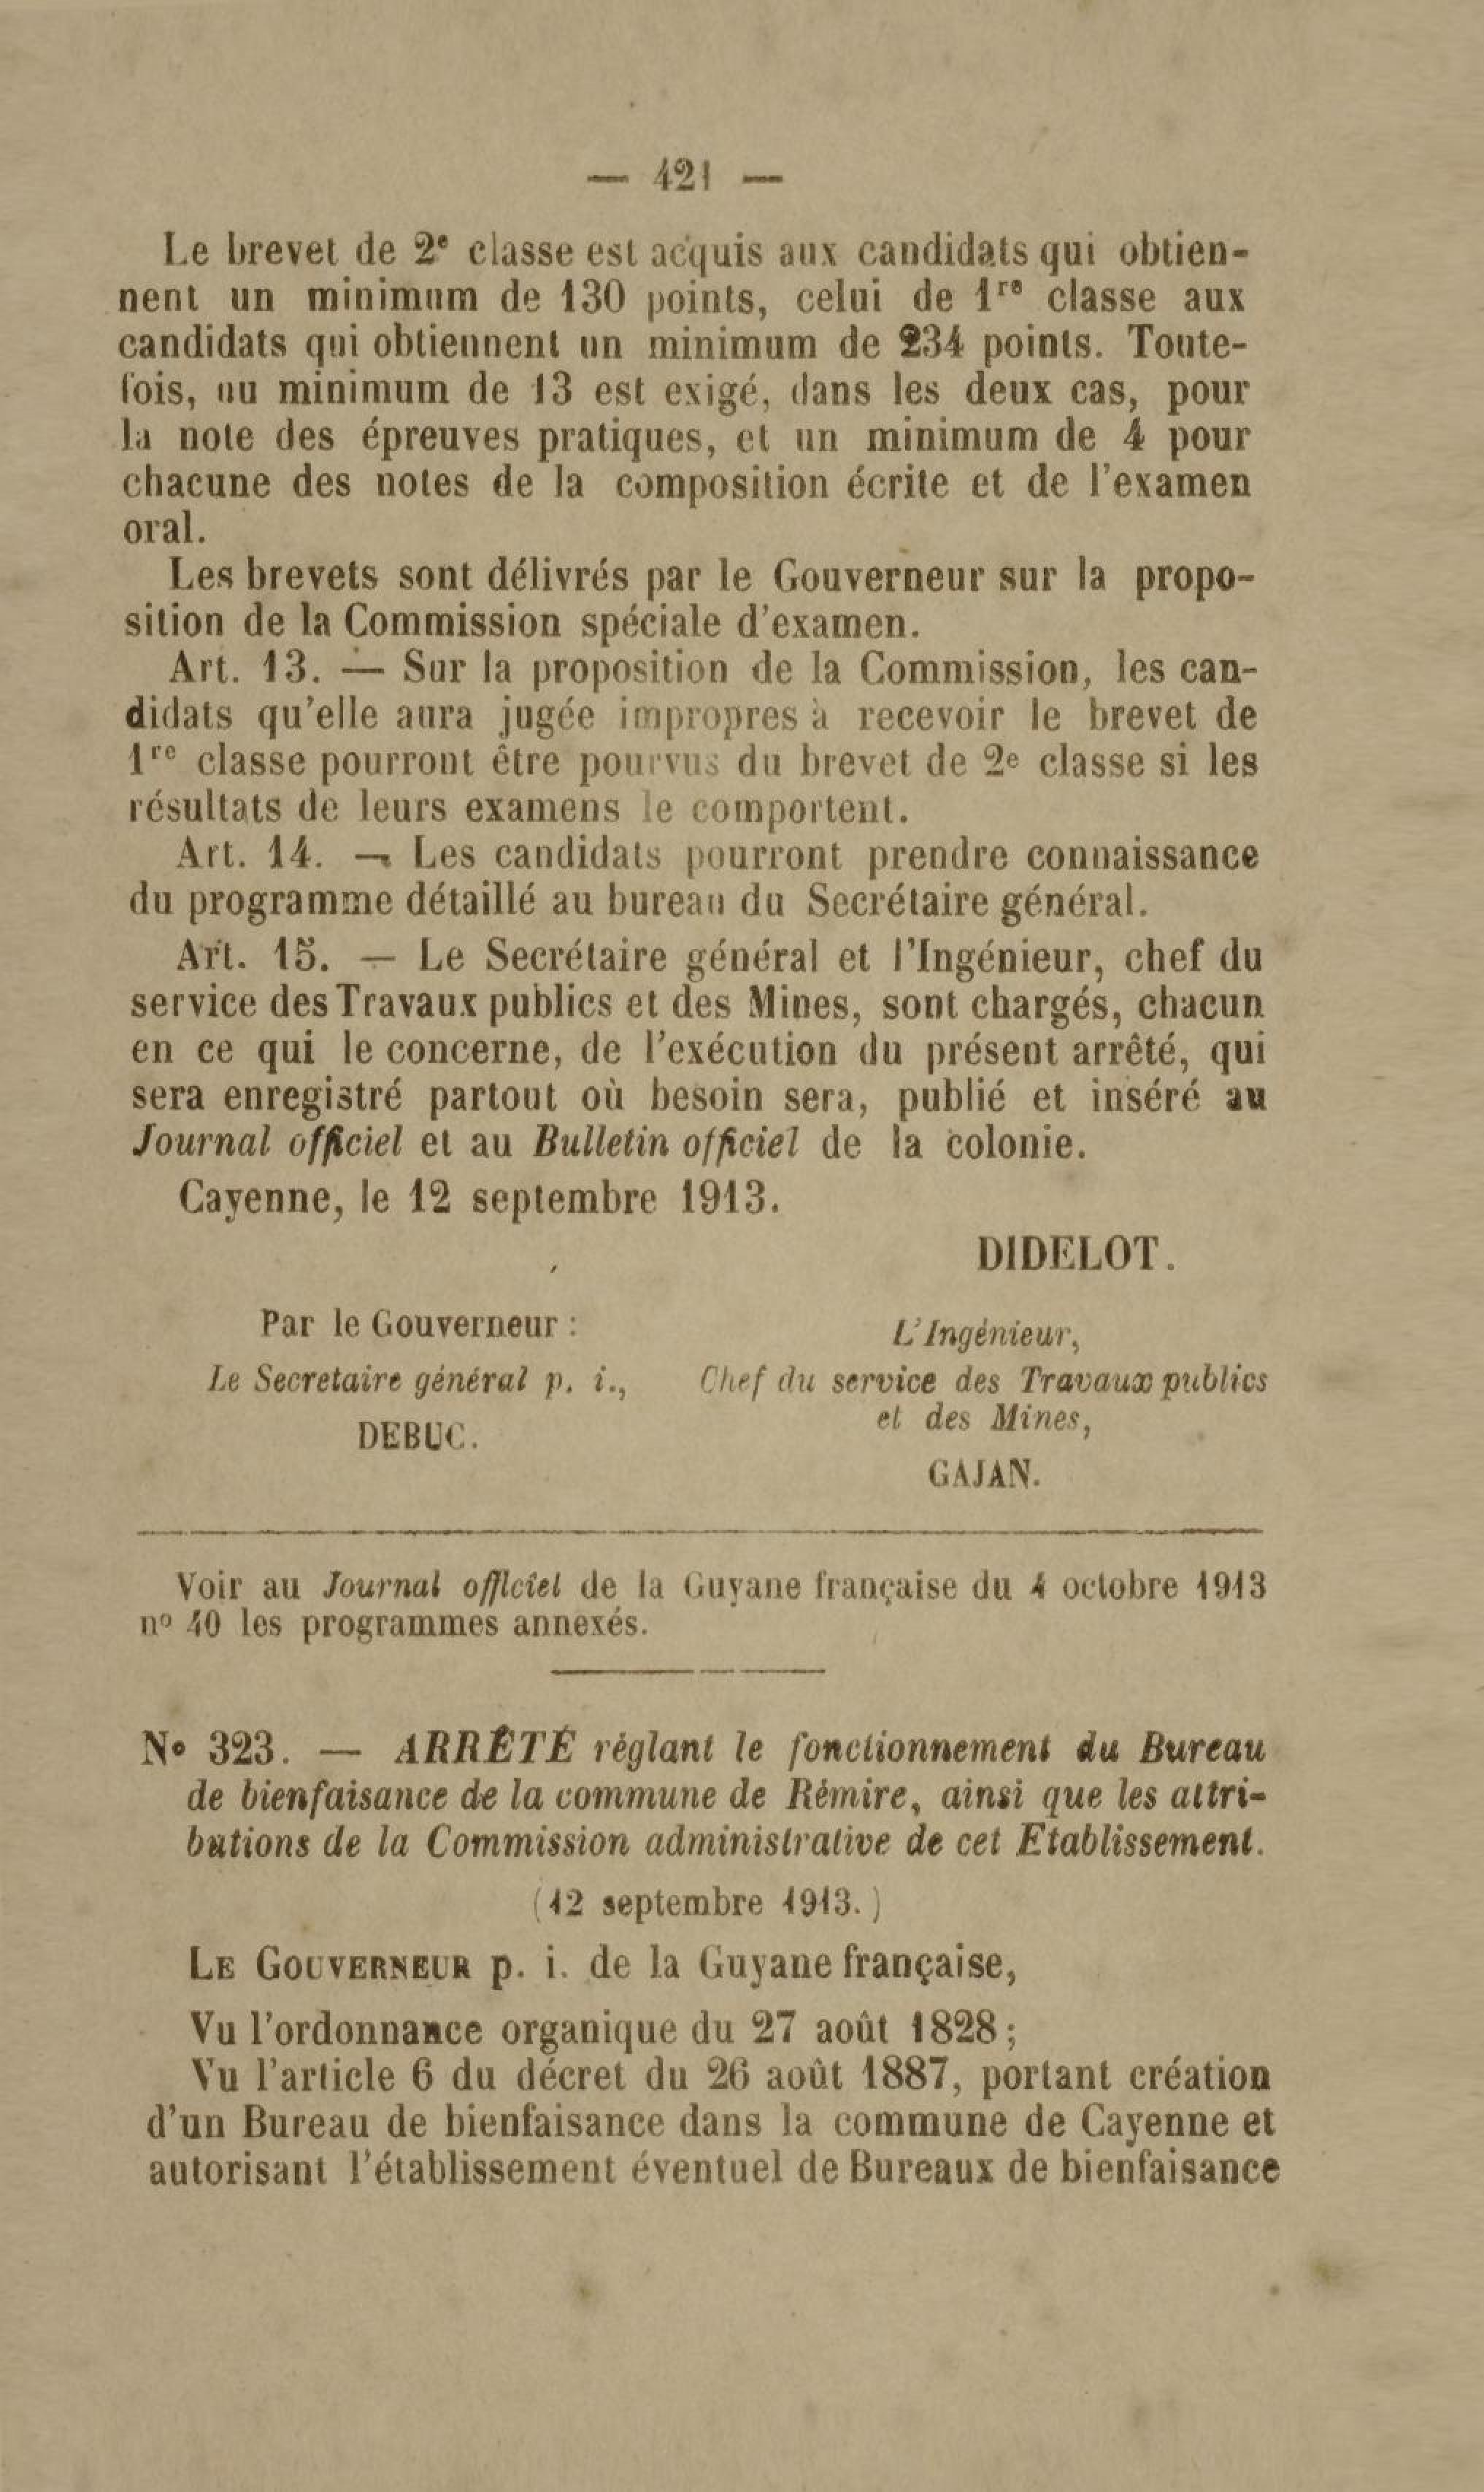 — 421 —
Le brevet de 2e classe est acquis aux candidats qui obtien-
nent un minimum de 130 points, celui de 1re classe aux
candidats qui obtiennent un minimum de 234 points. Toute-
fois, un minimum de 13 est exigé, dans les deux cas, pour
la note des épreuves pratiques, et un minimum de 4 pour
chacune des notes de la composition écrite et de l'examen
oral.
Les brevets sont délivrés par le Gouverneur sur la propo-
sition de la Commission spéciale d'examen.
Art. 13. — Sur la proposition de la Commission, les can-
didats qu'elle aura jugée impropres à recevoir le brevet de
1re classe pourront être pourvus du brevet de 2e classe si les
résultats de leurs examens le comportent.
Art. 14. — Les candidats pourront prendre connaissance
du programme détaillé au bureau du Secrétaire général.
Art. 15. — Le Secrétaire général et l'Ingénieur, chef du
service des Travaux publics et des Mines, sont chargés, chacun
en ce qui le concerne, de l'exécution du présent arrêté, qui
sera enregistré partout où besoin sera, publié et inséré au
Journal officiel et au Bulletin officiel de la colonie.
Cayenne, le 12 septembre 1913.
DIDELOT.
Par le Gouverneur :
Le Secretaire général p. i.,
DEBUC.
L'Ingénieur,
Chef du service des Travaux publics
et des Mines,
GAJAN.
Voir au Journal officiel de la Guyane française du 4 octobre 1913
no 40 les programmes annexés.
No 323. — ARRÊTÉ réglant le fonctionnement du Bureau
de bienfaisance de la commune de Rémire, ainsi que les attri-
butions de la Commission administrative de cet Etablissement.
(12 septembre 1913.)
LE GOUVERNEUR p. i. de la Guyane française,
Vu l'ordonnance organique du 27 août 1828;
Vu l'article 6 du décret du 26 août 1887, portant création
d'un Bureau de bienfaisance dans la commune de Cayenne et
autorisant l'établissement éventuel de Bureaux de bienfaisance